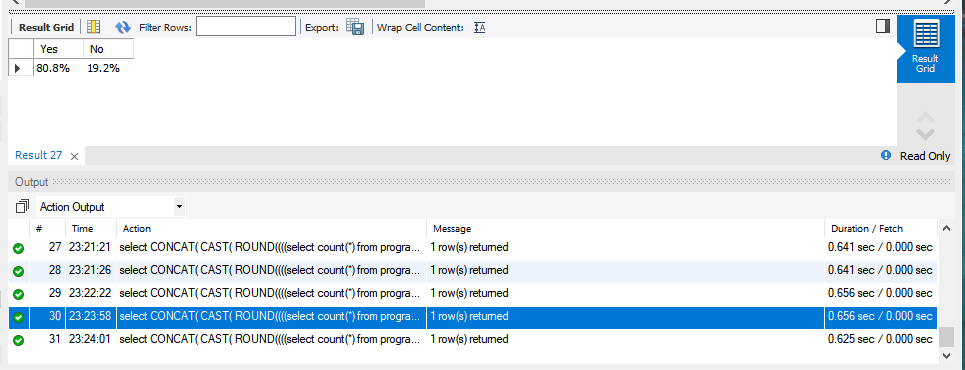 Result Grid Filter Rows: Export: Wrap Cell Content:
Yes No
80.8% 19.2%
Result
Grid
Result 27 Read Only
Output
Action Output
# Time Action Message Duration / Fetch
27 23:21:21 select CONCAT( CAST( ROUND((((select count(*) from progra... 1 row(s) returned 0.641 sec / 0.000 sec
28 23:21:26 select CONCAT( CAST( ROUND((((select count(*) from progra... 1 row(s) returned 0.641 sec / 0.000 sec
29 23:22:22 select CONCAT( CAST( ROUND((((select count(*) from progra... 1 row(s) returned 0.656 sec / 0.000 sec
30 23:23:58 select CONCAT( CAST( ROUND((((select count(*) from progra... 1 row(s) returned 0.656 sec / 0.000 sec
31 23:24:01 select CONCAT( CAST( ROUND((((select count(*) from progra... 1 row(s) returned 0.625 sec / 0.000 sec